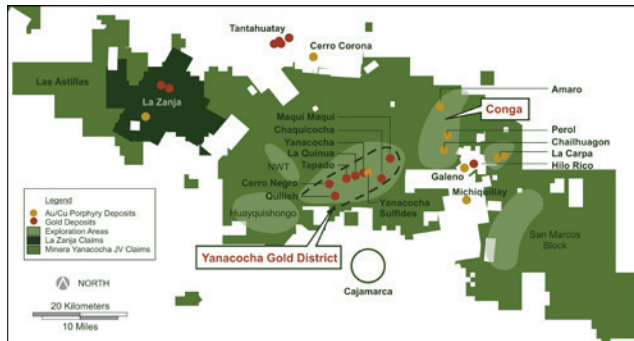 Tantahuatay
Cerro Corona
Las Astillas
La Zanja
Amaro
Conga
Maqui Maqui
Chaquicocha
Yanacocha
La Quinua
Tapado
NWT
Cerro Negro
Quilish
Huayquishongo
Perol
Chailhuagon
La Carpa
Hilo Rico
Galeno
Michiquillay
Yanacocha
Sulfides
San Marcos
Block
Yanacocha Gold District
Cajamarca
Legend
Au/Cu Porphyry Deposits
Gold Deposits
Exploration Areas
La Zanja Claims
Minera Yanacocha JV Claims
NORTH
20 Kilometers
10 Miles